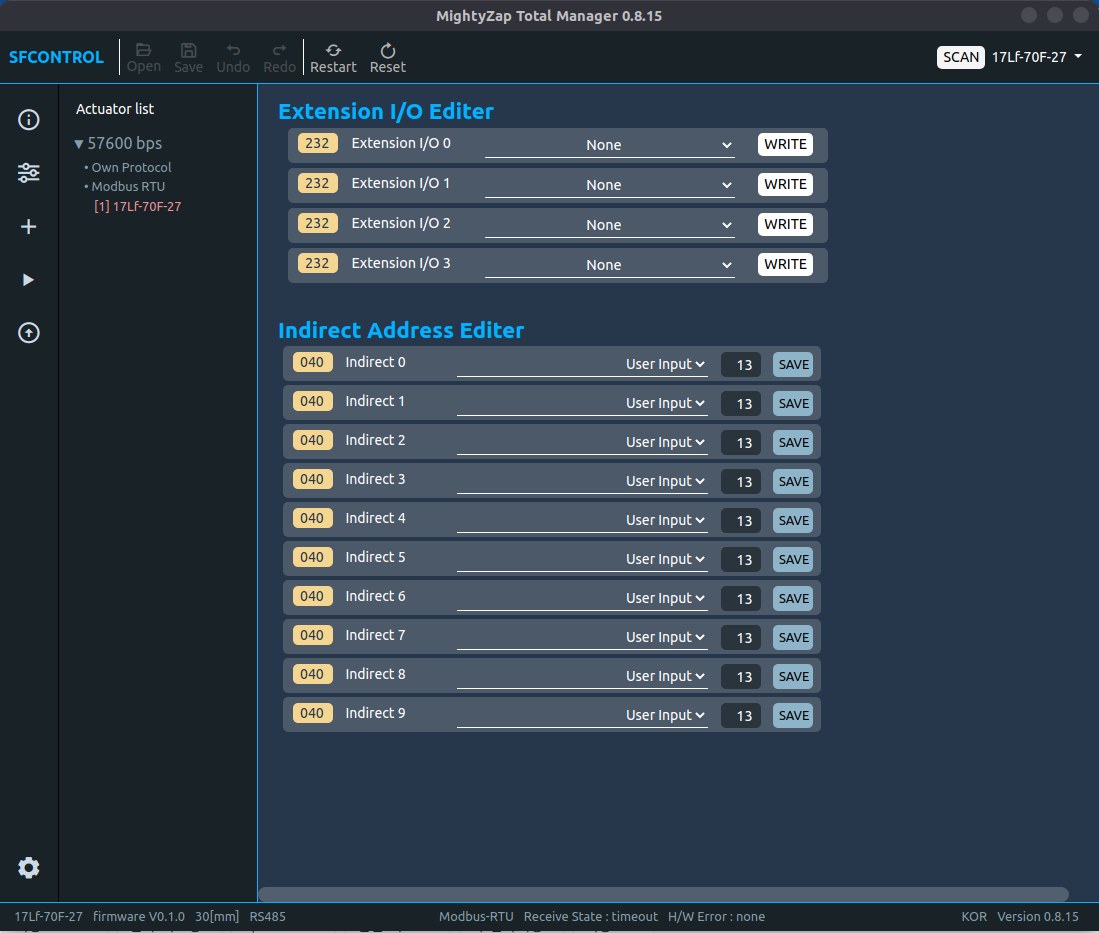 MightyZap Total Manager 0.8.15
SFCONTROL Open Save Undo Redo Restart Reset SCAN 17Lf-70F-27
Actuator list
▼ 57600 bps
• Own Protocol
• Modbus RTU
[1] 17Lf-70F-27
Extension I/O Editer
232 Extension I/O 0 None WRITE
232 Extension I/O 1 None WRITE
232 Extension I/O 2 None WRITE
232 Extension I/O 3 None WRITE
Indirect Address Editer
040 Indirect 0 User Input 13 SAVE
040 Indirect 1 User Input 13 SAVE
040 Indirect 2 User Input 13 SAVE
040 Indirect 3 User Input 13 SAVE
040 Indirect 4 User Input 13 SAVE
040 Indirect 5 User Input 13 SAVE
040 Indirect 6 User Input 13 SAVE
040 Indirect 7 User Input 13 SAVE
040 Indirect 8 User Input 13 SAVE
040 Indirect 9 User Input 13 SAVE
17Lf-70F-27 firmware V0.1.0 30[mm] RS485 Modbus-RTU Receive State : timeout H/W Error : none KOR Version 0.8.15